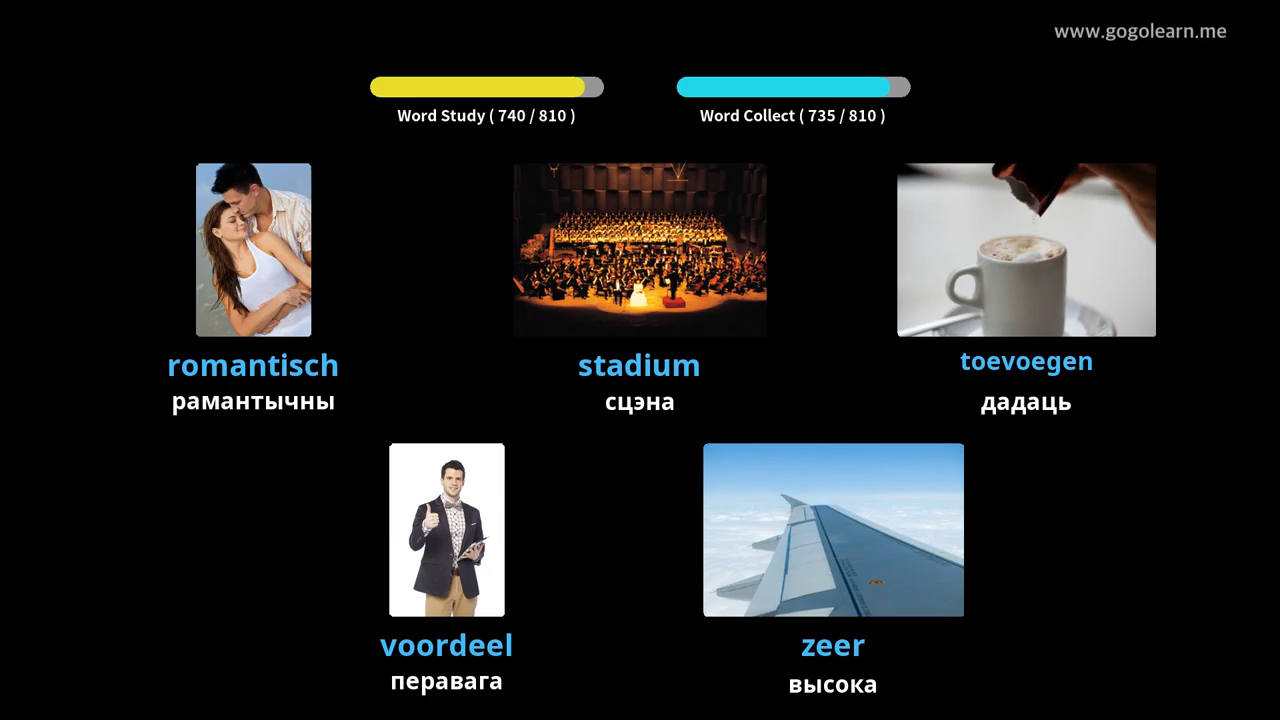 www.gogolearn.me
Word Study ( 740 / 810 )
Word Collect ( 735 / 810 )
romantisch
рамантычны
stadium
сцэна
toevoegen
дадаць
voordeel
перавага
zeer
высока